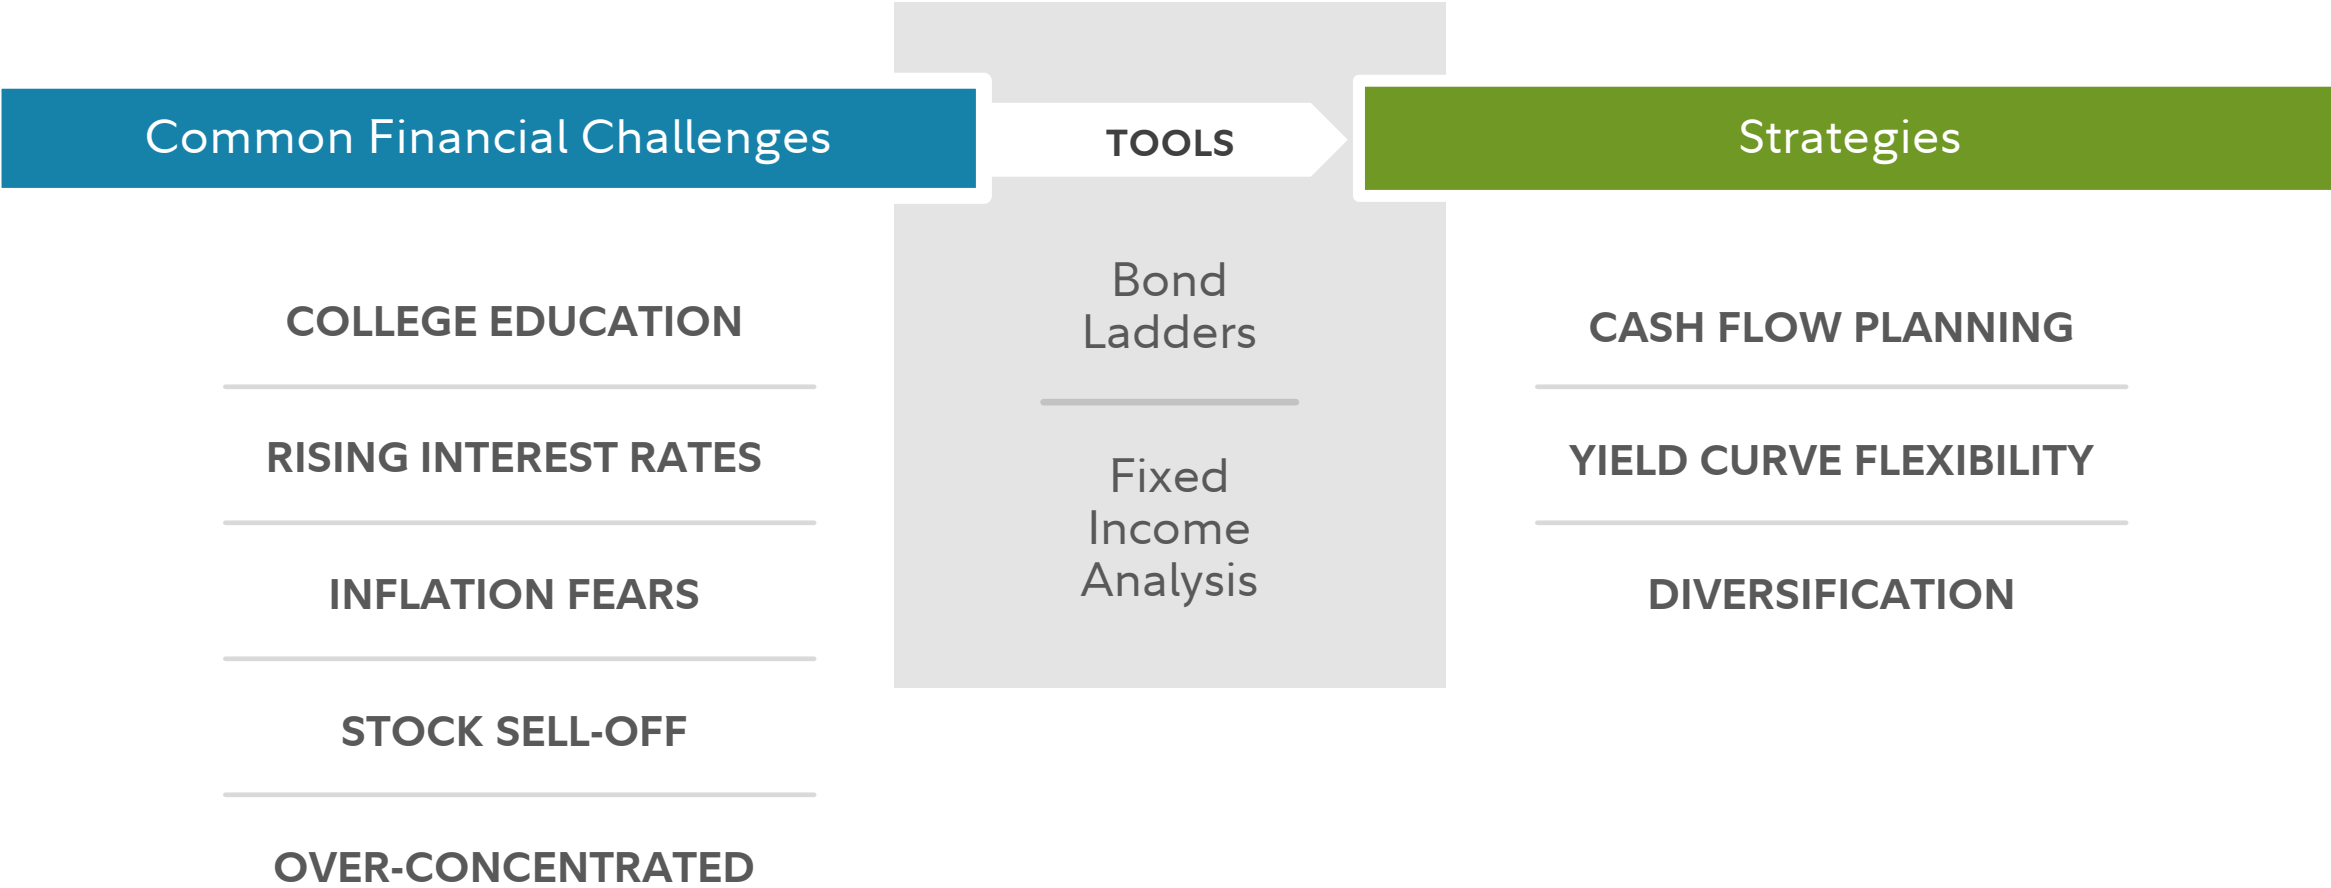 Common Financial Challenges
TOOLS
Strategies
COLLEGE EDUCATION
RISING INTEREST RATES
INFLATION FEARS
STOCK SELL-OFF
OVER-CONCENTRATED
Bond
Ladders
Fixed
Income
Analysis
CASH FLOW PLANNING
YIELD CURVE FLEXIBILITY
DIVERSIFICATION